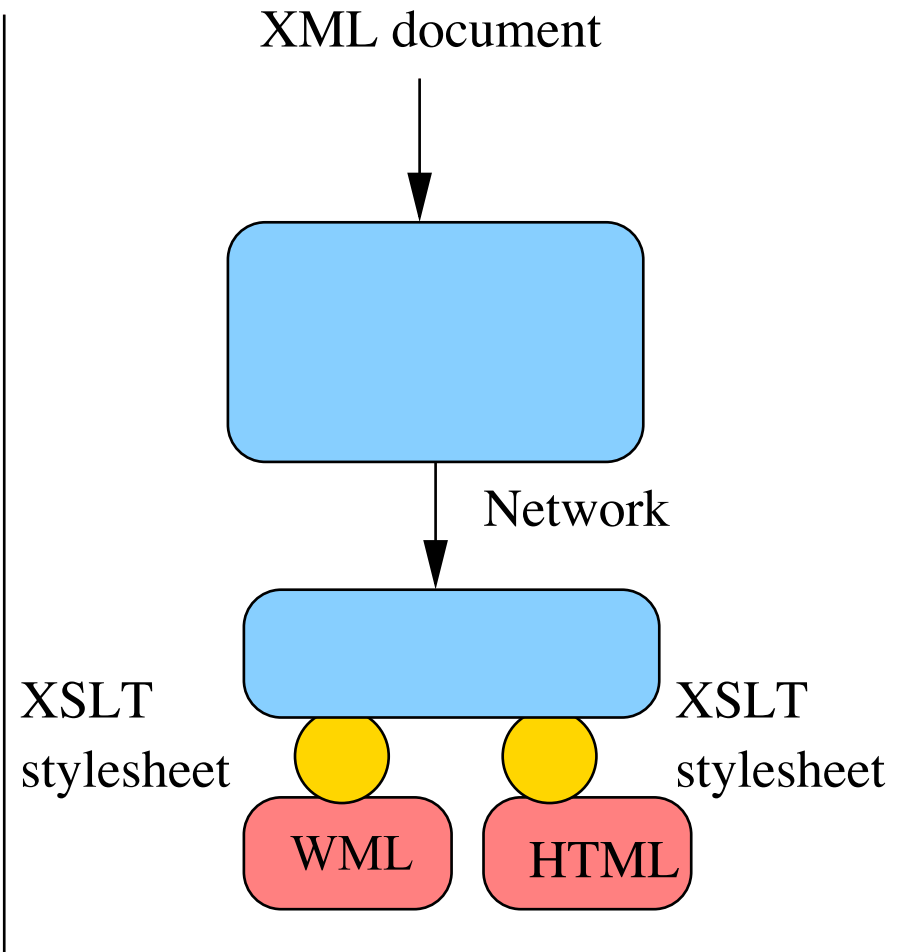 XML document
Network
XSLT
stylesheet
XSLT
stylesheet
WML
HTML